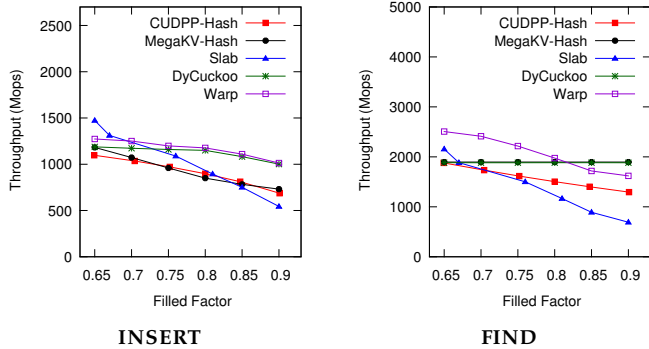 2500
2000
1500
1000
500
0
Throughput (Mops)
CUDPP-Hash
MegaKV-Hash
Slab
DyCuckoo
Warp
0.65 0.7 0.75 0.8 0.85 0.9
Filled Factor
INSERT
5000
4000
3000
2000
1000
0
Throughput (Mops)
CUDPP-Hash
MegaKV-Hash
Slab
DyCuckoo
Warp
0.65 0.7 0.75 0.8 0.85 0.9
Filled Factor
FIND